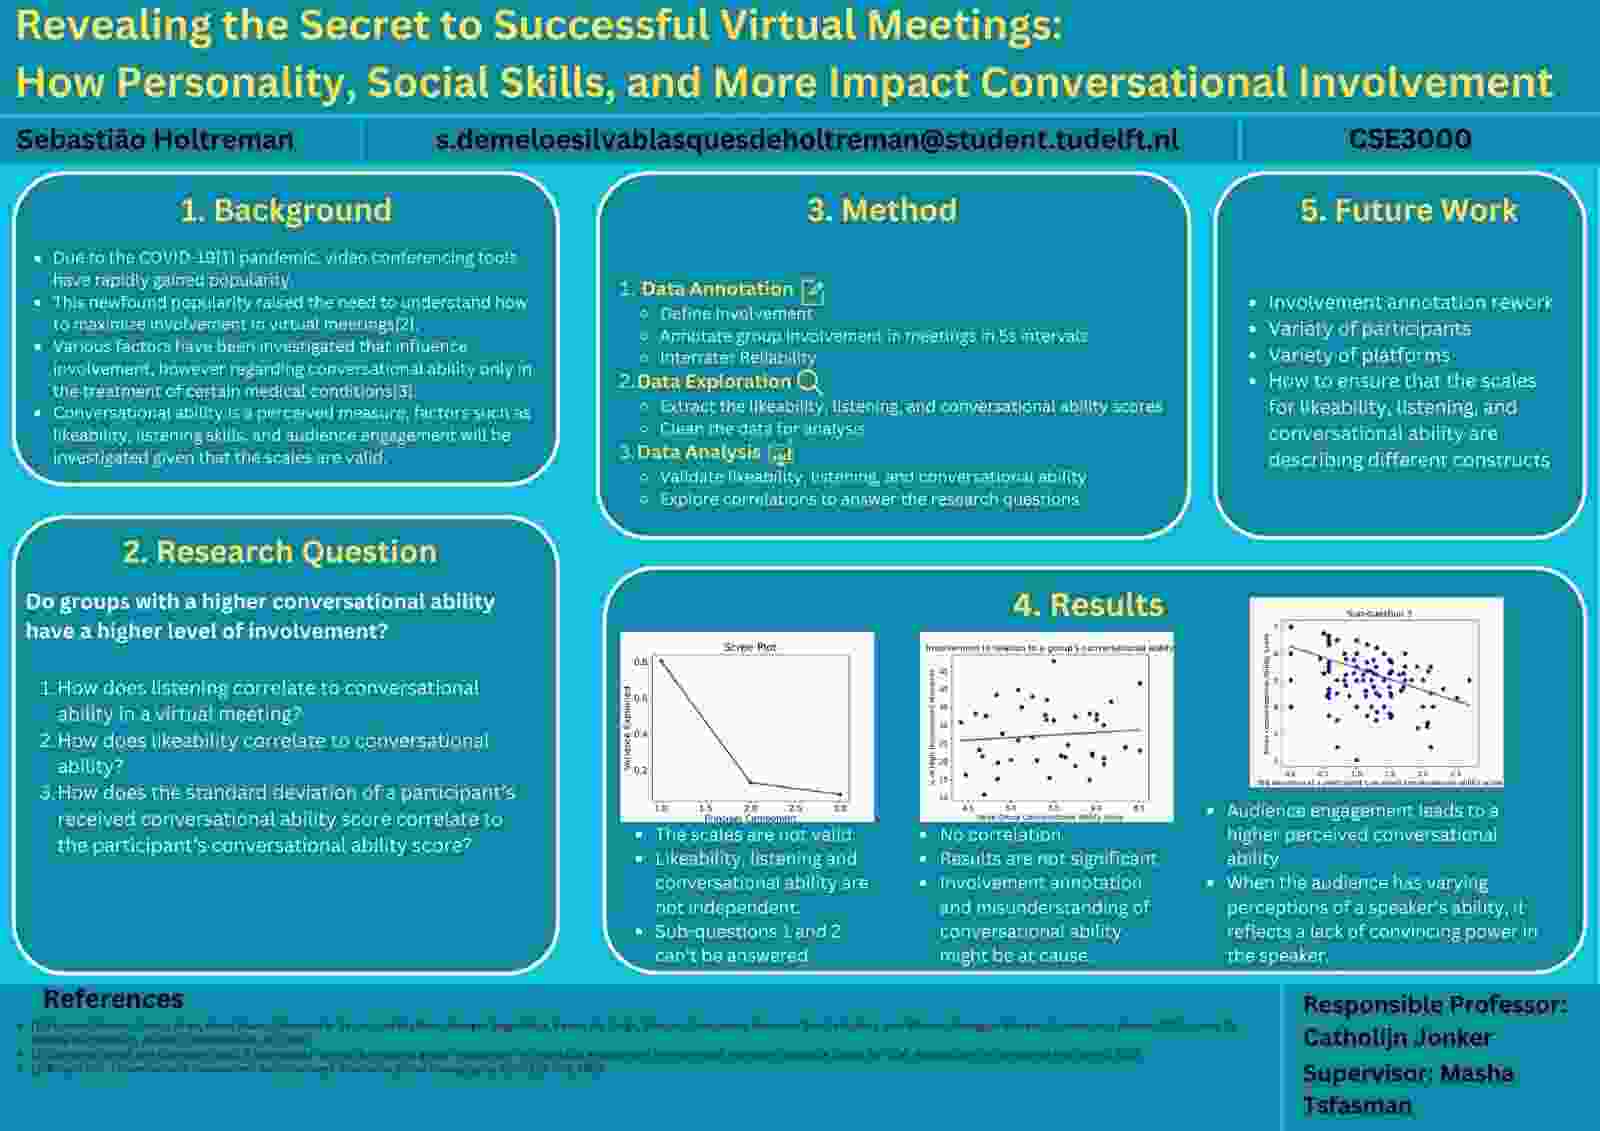 Revealing the Secret to Successful Virtual Meetings:
How Personality, Social Skills, and More Impact Conversational Involvement
Sebastião Holtreman
s.demeloesilvablasquesdeholtreman@student.tudelft.nl
CSE3000
1. Background
• Due to the COVID-19[1] pandemic, video conferencing tools
have rapidly gained popularity.
• This newfound popularity raised the need to understand how
to maximize involvement in virtual meetings[2].
• Various factors have been investigated that influence
involvement, however regarding conversational ability only in
the treatment of certain medical conditions[3].
• Conversational ability is a perceived measure, factors such as
likeability, listening skills, and audience engagement will be
investigated given that the scales are valid.
2. Research Question
Do groups with a higher conversational ability
have a higher level of involvement?
1. How does listening correlate to conversational
ability in a virtual meeting?
2. How does likeability correlate to conversational
ability?
3. How does the standard deviation of a participant's
received conversational ability score correlate to
the participant's conversational ability score?
3. Method
1. Data Annotation
Define Involvement
Annotate group involvement in meetings in 5s intervals
Interrater Reliability
2. Data Exploration
Extract the likeability, listening, and conversational ability scores
Clean the data for analysis
3. Data Analysis
Validate likeability, listening, and conversational ability
Explore correlations to answer the research questions
5. Future Work
• Involvement annotation rework
• Variety of participants
• Variety of platforms
• How to ensure that the scales
for likeability, listening, and
conversational ability are
describing different constructs
4. Results
Scree Plot
Variance Explained
0.8
0.6
0.4
0.2
1.0 1.5 2.0 2.5 3.0
Principal Component
• The scales are not valid.
• Likeability, listening and
conversational ability are
not independent.
• Sub-questions 1 and 2
can't be answered
Involvement in relation to a group's conversational ability
• No correlation.
• Results are not significant
• Involvement annotation
and misunderstanding of
conversational ability
might be at cause.
Sub-question 3
0.0 0.5 1.0 1.5 2.0 2.5
• Audience engagement leads to a
higher perceived conversational
ability
• When the audience has varying
perceptions of a speaker's ability, it
reflects a lack of convincing power in
the speaker.
References
Responsible Professor:
Catholijn Jonker
Supervisor: Masha
Tsfasman